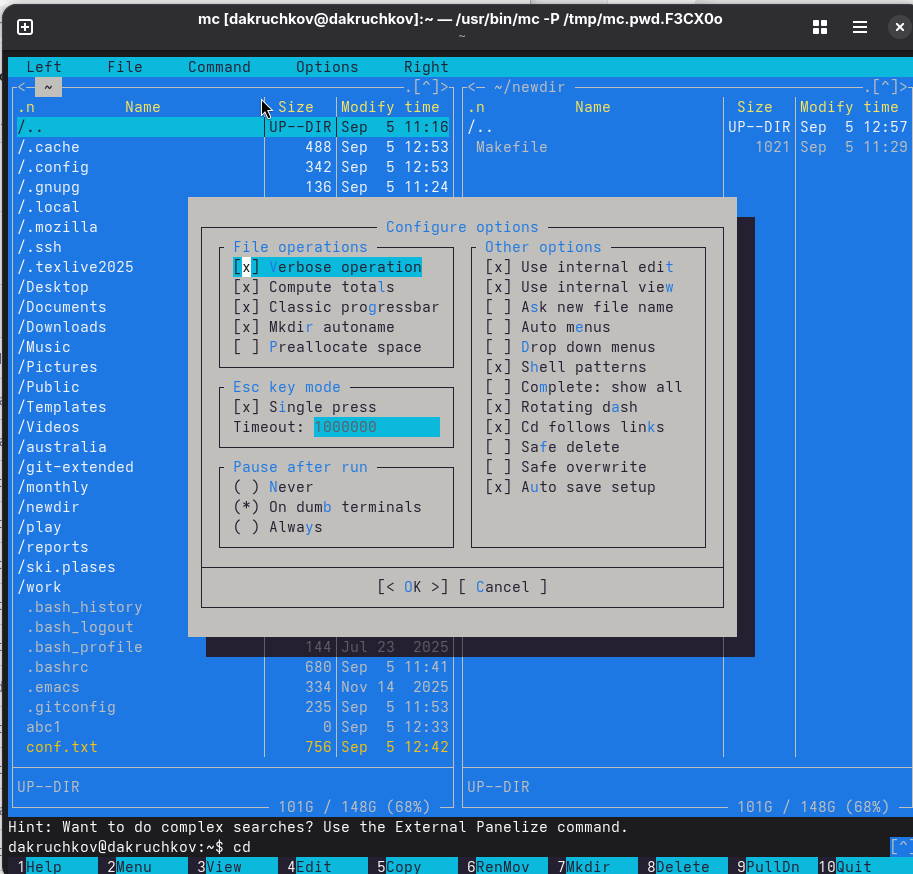 mc [dakruchkov@dakruchkov]:~ — /usr/bin/mc -P /tmp/mc.pwd.F3CX0o
~
Left File Command Options Right
<─ ~ .[^]> <─ ~/newdir .[^]>
.n Name Size Modify time .n Name Size Modify time
/.. UP--DIR Sep 5 11:16 /.. UP--DIR Sep 5 12:57
/.cache 488 Sep 5 12:53 Makefile 1021 Sep 5 11:29
/.config 342 Sep 5 12:53
/.gnupg 136 Sep 5 11:24
/.local
/.mozilla Configure options
/.ssh File operations Other options
/.texlive2025 [x] Verbose operation [x] Use internal edit
/Desktop [x] Compute totals [x] Use internal view
/Documents [x] Classic progressbar [ ] Ask new file name
/Downloads [x] Mkdir autoname [ ] Auto menus
/Music [ ] Preallocate space [ ] Drop down menus
/Pictures [x] Shell patterns
/Public Esc key mode [ ] Complete: show all
/Templates [x] Single press [x] Rotating dash
/Videos Timeout: 1000000 [x] Cd follows links
/australia [ ] Safe delete
/git-extended Pause after run [ ] Safe overwrite
/monthly ( ) Never [x] Auto save setup
/newdir (*) On dumb terminals
/play ( ) Always
/reports
/ski.plases
/work [< OK >] [ Cancel ]
.bash_history
.bash_logout
.bash_profile 144 Jul 23 2025
.bashrc 680 Sep 5 11:41
.emacs 334 Nov 14 2025
.gitconfig 235 Sep 5 11:53
abc1 0 Sep 5 12:33
conf.txt 756 Sep 5 12:42
UP--DIR UP--DIR
101G / 148G (68%) 101G / 148G (68%)
Hint: Want to do complex searches? Use the External Panelize command.
dakruchkov@dakruchkov:~$ cd [^]
1Help 2Menu 3View 4Edit 5Copy 6RenMov 7Mkdir 8Delete 9PullDn 10Quit